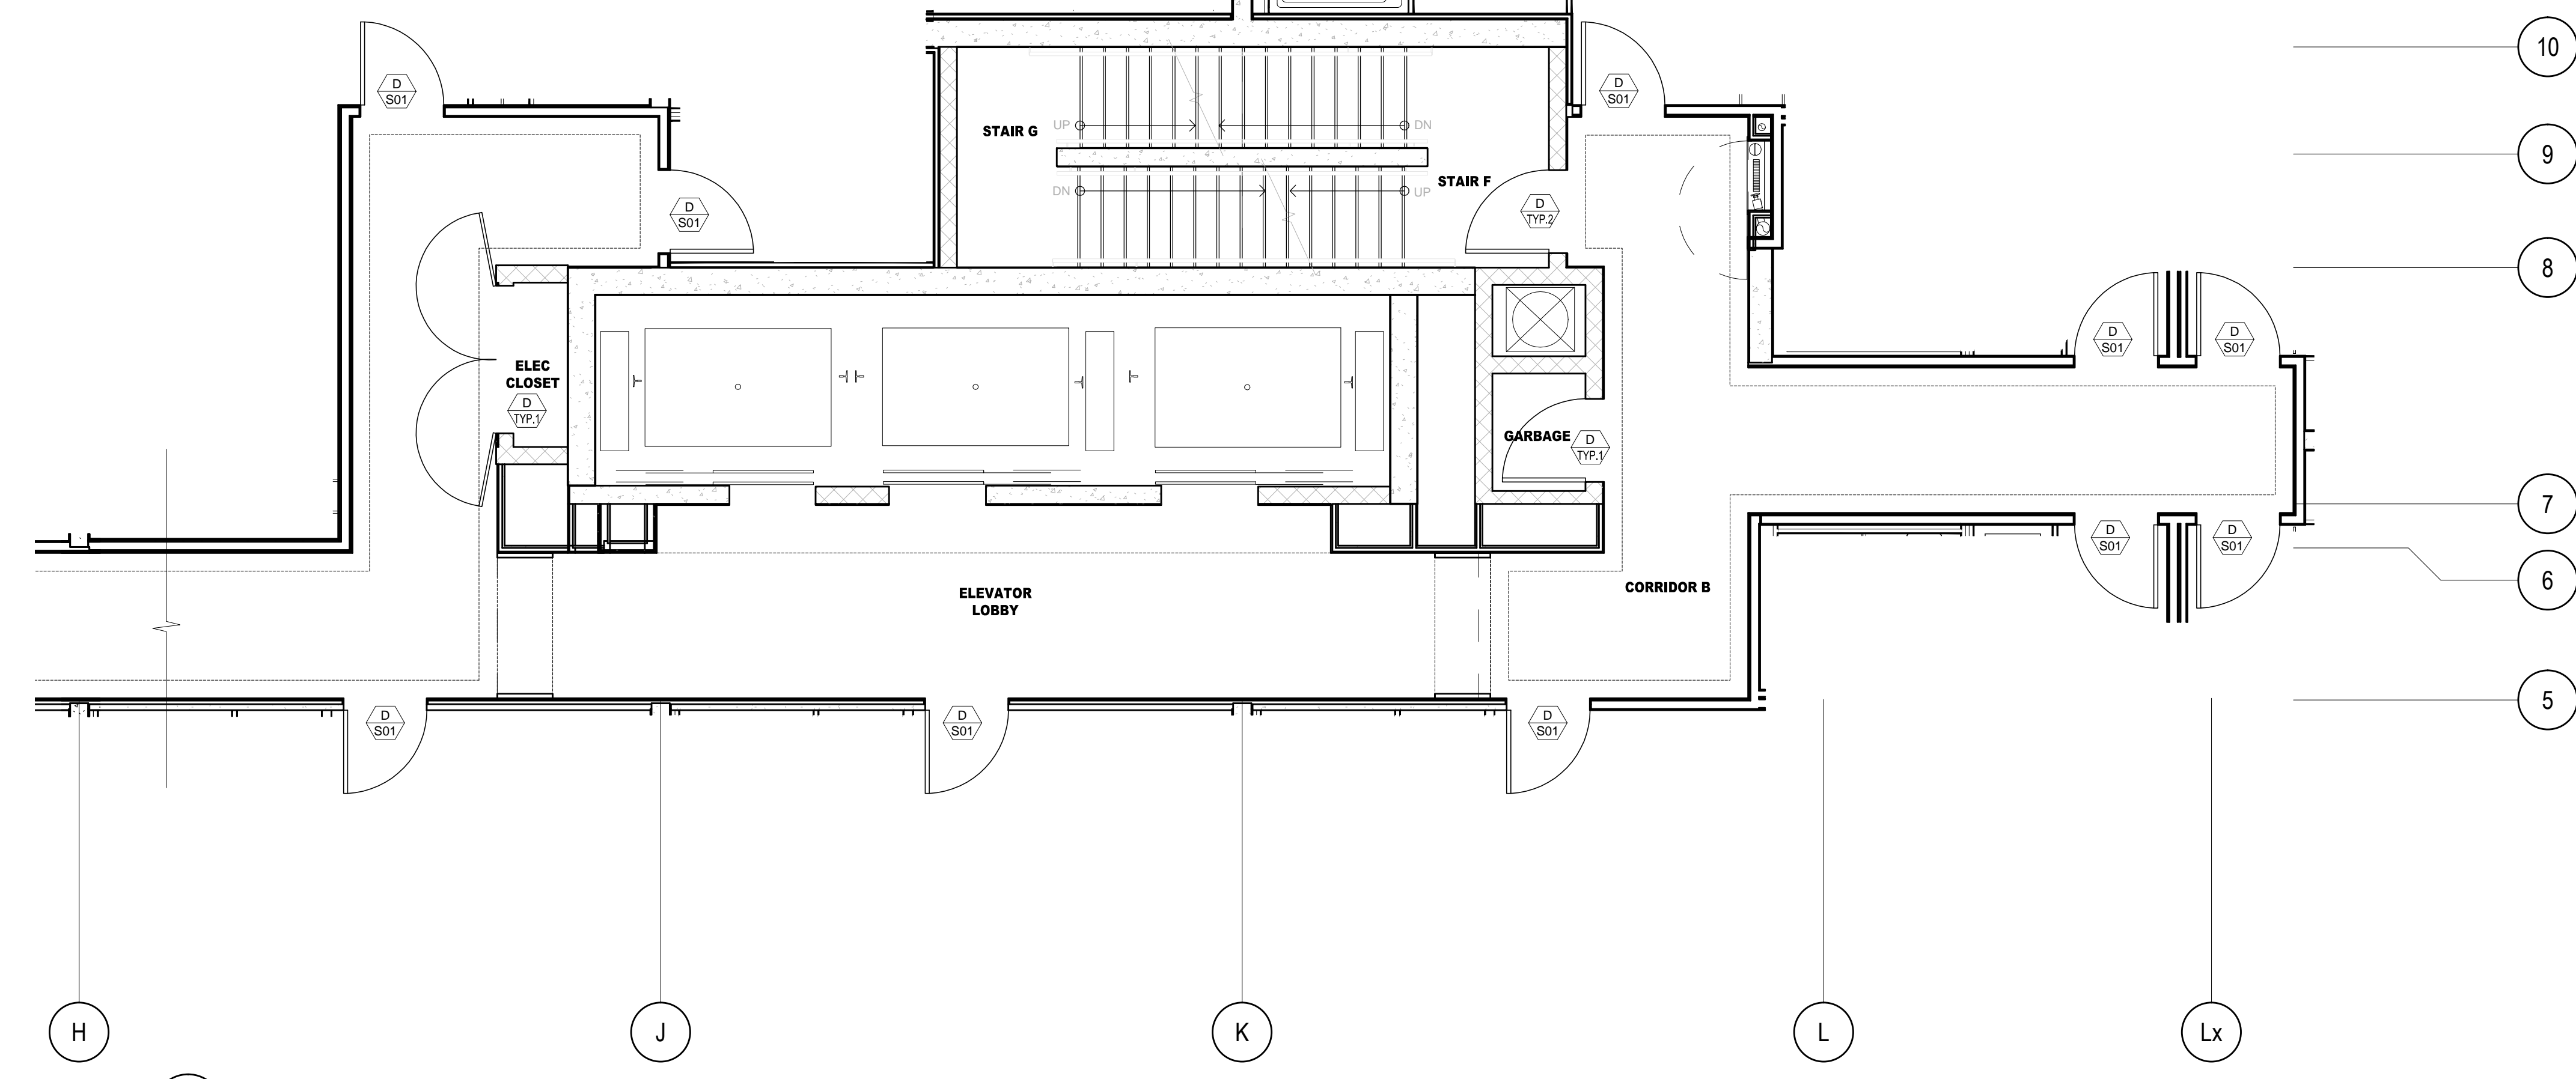 10
D
S01
D
S01
STAIR G
UP
DN
9
STAIR F
DN
UP
D
S01
D
TYP.2
8
D
S01
D
S01
ELEC
CLOSET
D
TYP.1
GARBAGE
D
TYP.1
7
D
S01
D
S01
6
ELEVATOR
LOBBY
CORRIDOR B
5
D
S01
D
S01
D
S01
H
J
K
L
Lx